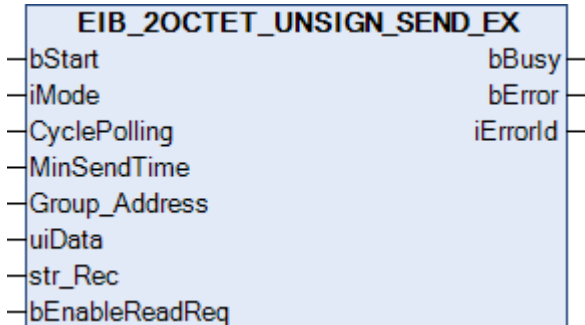 EIB_2OCTET_UNSIGN_SEND_EX
bStart bBusy
iMode bError
CyclePolling iErrorId
MinSendTime
Group_Address
uiData
str_Rec
bEnableReadReq